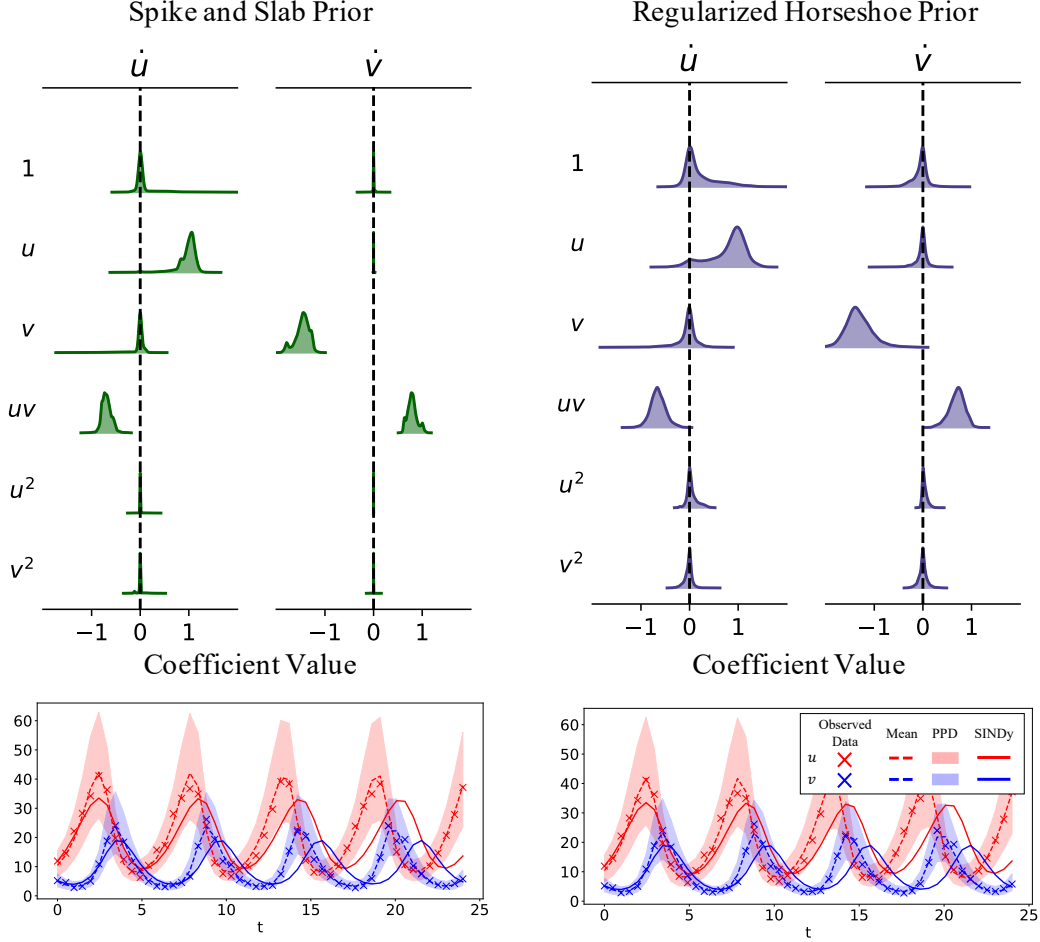 Spike and Slab Prior
u̇
v̇
1
u
v
uv
u²
v²
−1 0 1
−1 0 1
Coefficient Value
60
50
40
30
20
10
0
0 5 10 15 20 25
t
Regularized Horseshoe Prior
u̇
v̇
1
u
v
uv
u²
v²
−1 0 1
−1 0 1
Coefficient Value
60
50
40
30
20
10
0
Observed Data Mean PPD SINDy
u
v
0 5 10 15 20 25
t